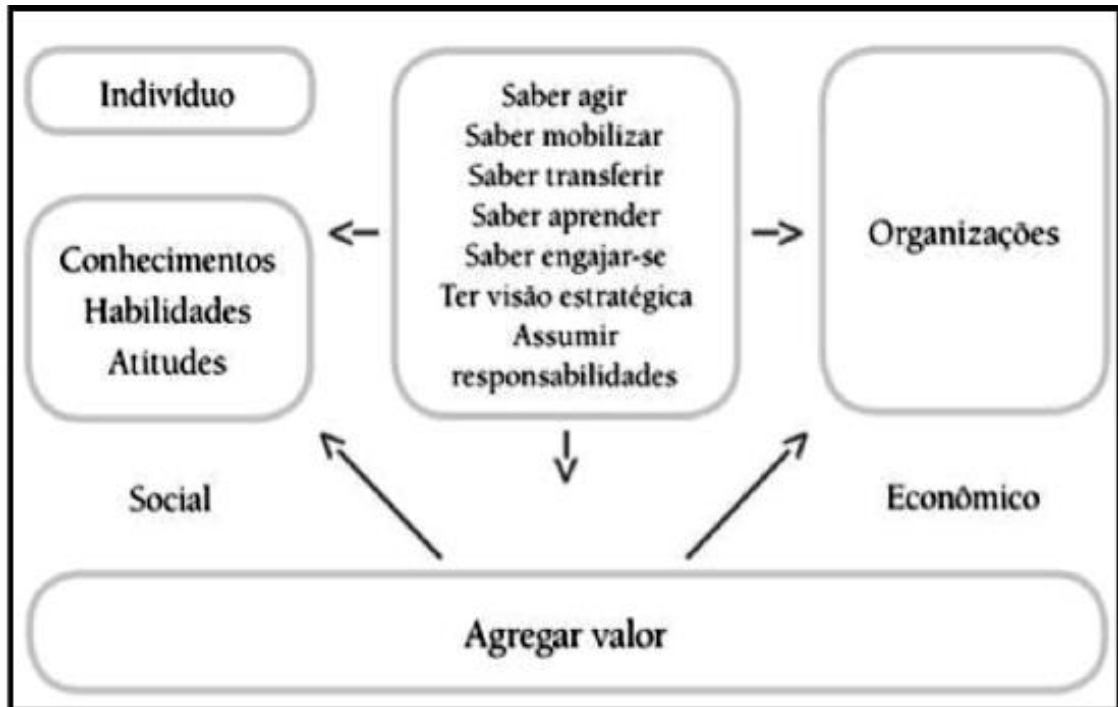 Indivíduo
Conhecimentos
Habilidades
Atitudes
Saber agir
Saber mobilizar
Saber transferir
Saber aprender
Saber engajar-se
Ter visão estratégica
Assumir
responsabilidades
Organizações
Social
Econômico
Agregar valor